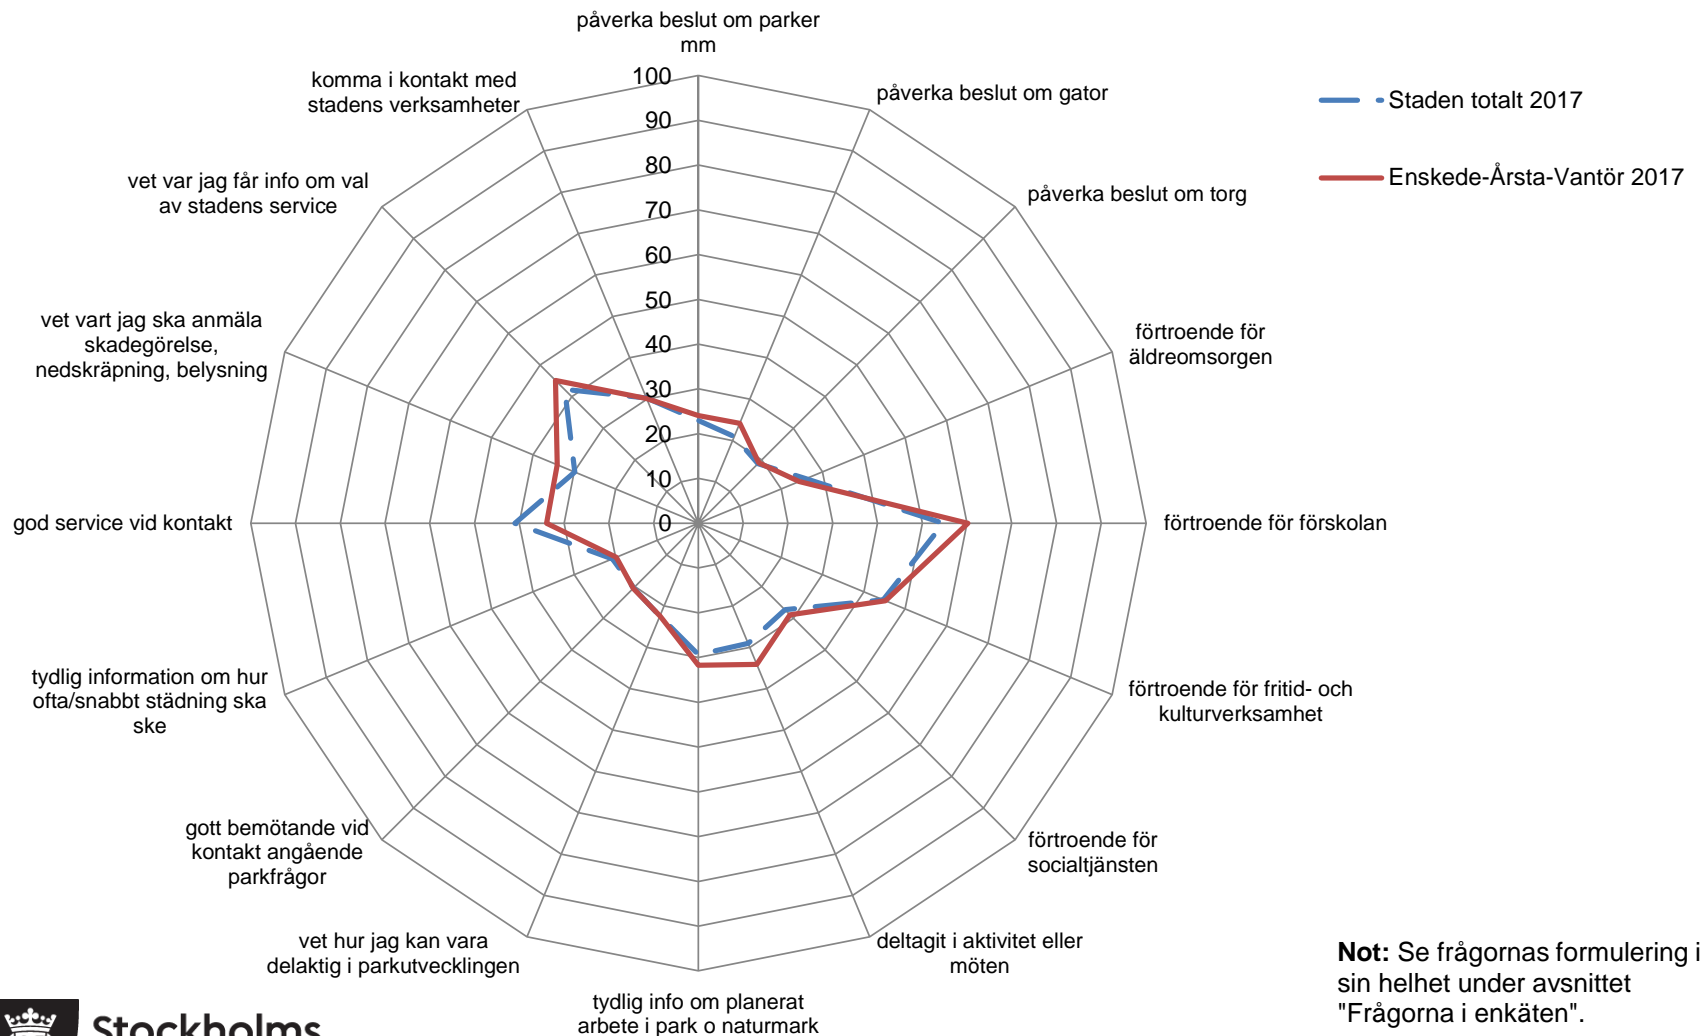 påverka beslut om parker
mm
påverka beslut om gator
påverka beslut om torg
förtroende för
äldreomsorgen
förtroende för förskolan
förtroende för fritid- och
kulturverksamhet
förtroende för
socialtjänsten
deltagit i aktivitet eller
möten
tydlig info om planerat
arbete i park o naturmark
vet hur jag kan vara
delaktig i parkutvecklingen
gott bemötande vid
kontakt angående
parkfrågor
tydlig information om hur
ofta/snabbt städning ska
ske
god service vid kontakt
vet vart jag ska anmäla
skadegörelse,
nedskräpning, belysning
vet var jag får info om val
av stadens service
komma i kontakt med
stadens verksamheter
100
90
80
70
60
50
40
30
20
10
0
Staden totalt 2017
Enskede-Årsta-Vantör 2017
Not: Se frågornas formulering i
sin helhet under avsnittet
"Frågorna i enkäten".
Stockholms